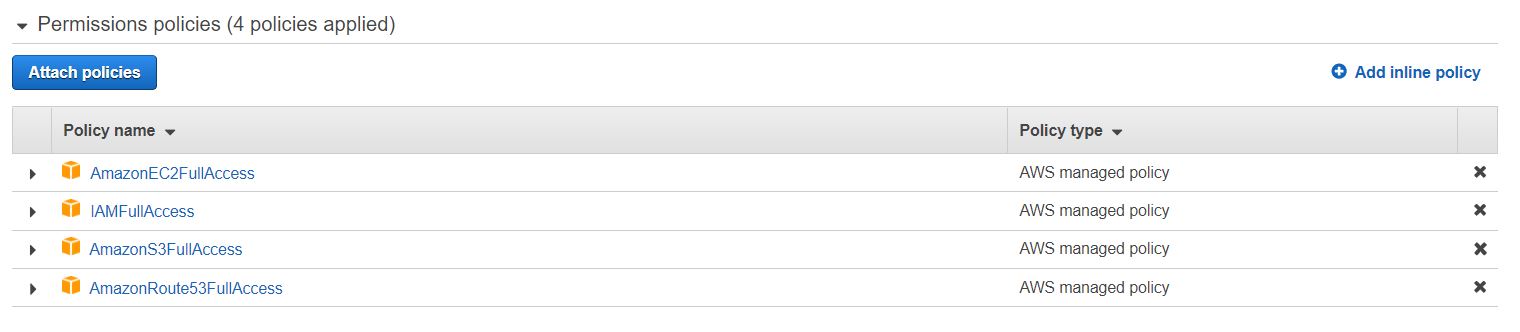 Permissions policies (4 policies applied)
Attach policies Add inline policy
Policy name Policy type
AmazonEC2FullAccess AWS managed policy
IAMFullAccess AWS managed policy
AmazonS3FullAccess AWS managed policy
AmazonRoute53FullAccess AWS managed policy